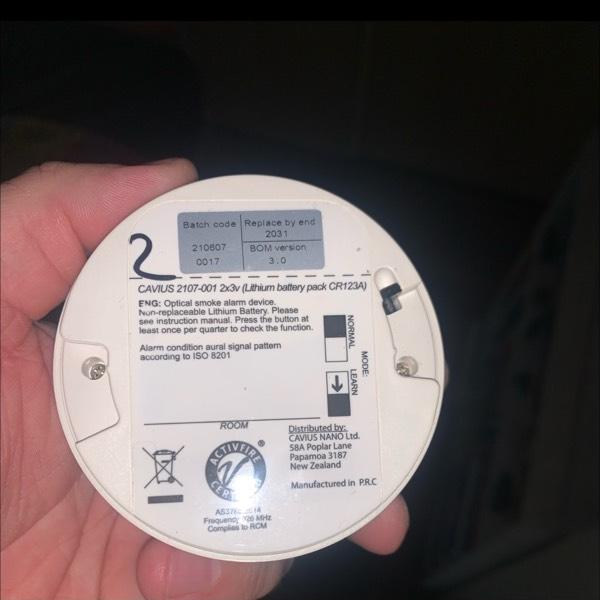 Batch code
Replace by end
2031
210607
0017
BOM version
3.0
2
CAVIUS 2107-001 2x3v (Lithium battery pack CR123A)
ENG: Optical smoke alarm device.
Non-replaceable Lithium Battery. Please
see instruction manual. Press the button at
least once per quarter to check the function.
Alarm condition aural signal pattern
according to ISO 8201
NORMAL
MODE:
LEARN
ROOM
ACTIVFIRE
®
Distributed by:
CAVIUS NANO Ltd.
58A Poplar Lane
Papamoa 3187
New Zealand
Manufactured in P.R.C
Frequency 926 MHz
Complies to RCM